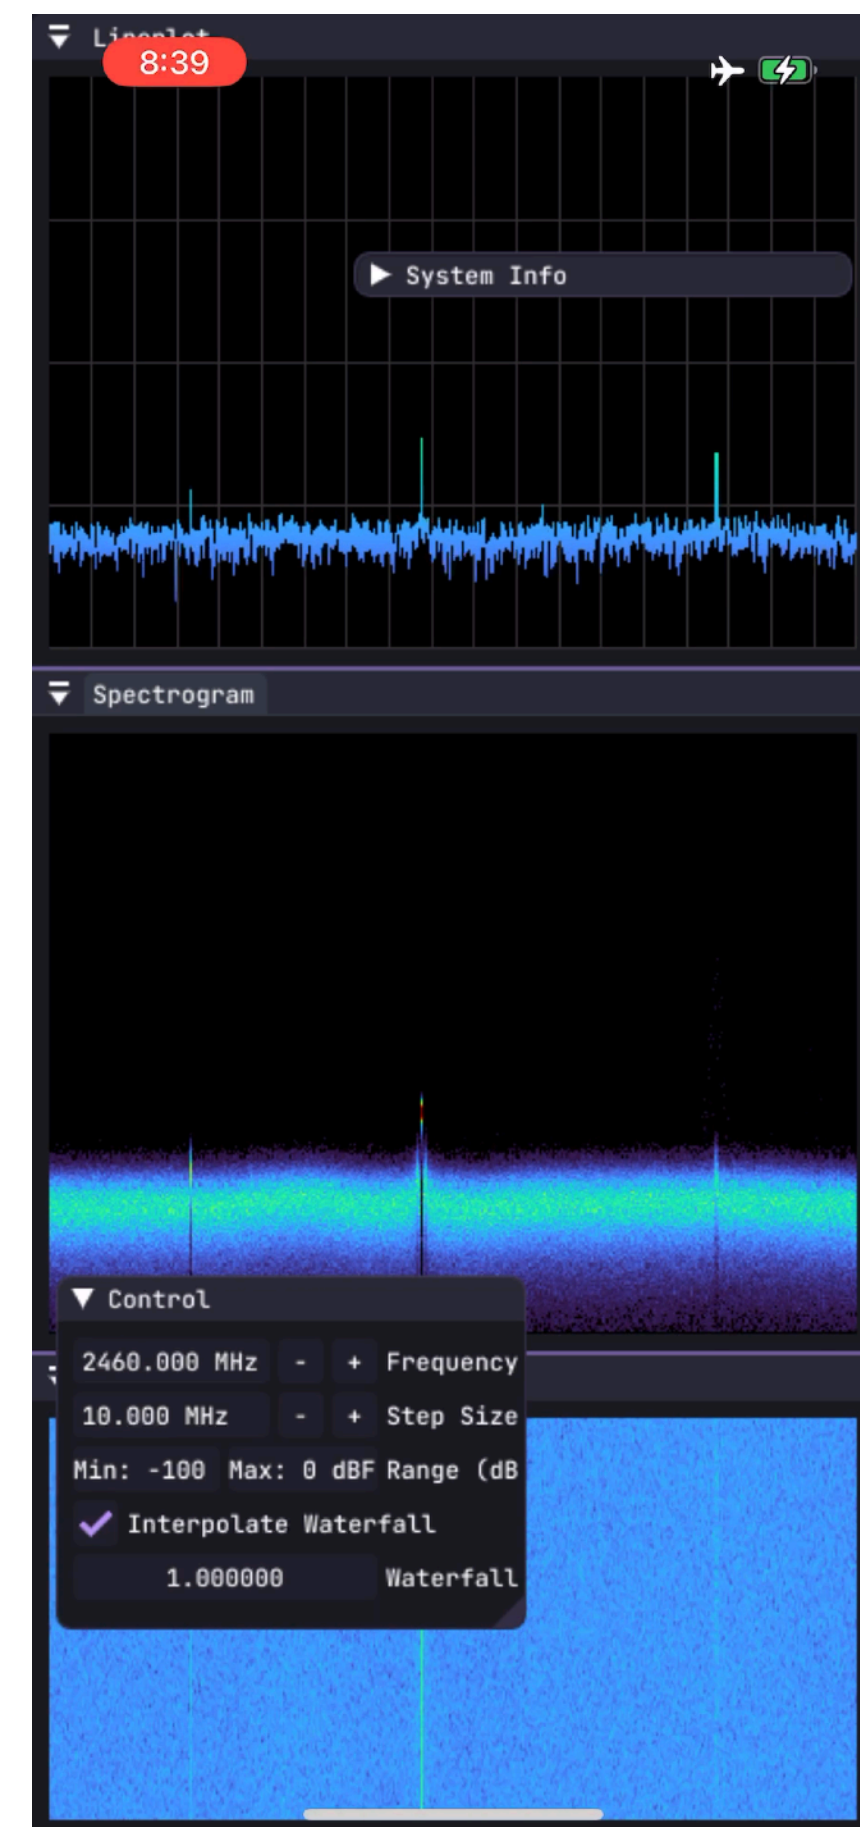 Lineplot
8:39
System Info
Spectrogram
Control
2460.000 MHz - + Frequency
10.000 MHz - + Step Size
Min: -100 Max: 0 dBF Range (dB
Interpolate Waterfall
1.000000 Waterfall